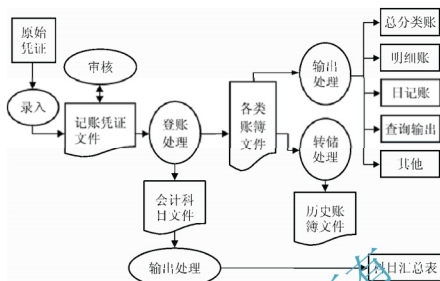 原始
凭证
审核
录入
记账凭证
文件
登账
处理
各类
账簿
文件
输出
处理
转储
处理
总分类账
明细账
日记账
查询输出
其他
会计科
目文件
历史账
簿文件
输出处理
科目汇总表
有